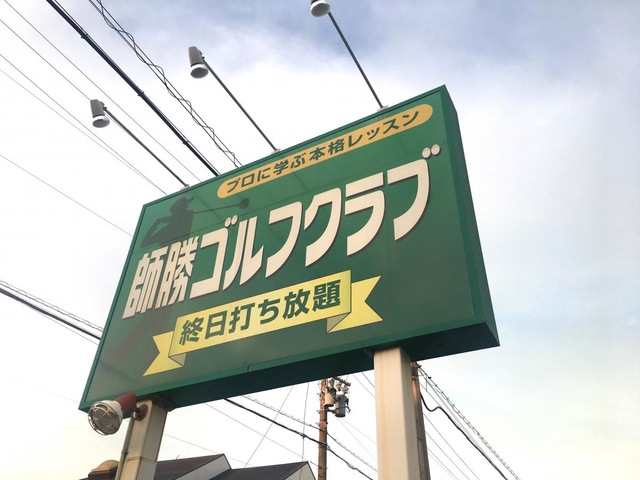 プロに学ぶ本格レッスン
師勝ゴルフクラブ
終日打ち放題